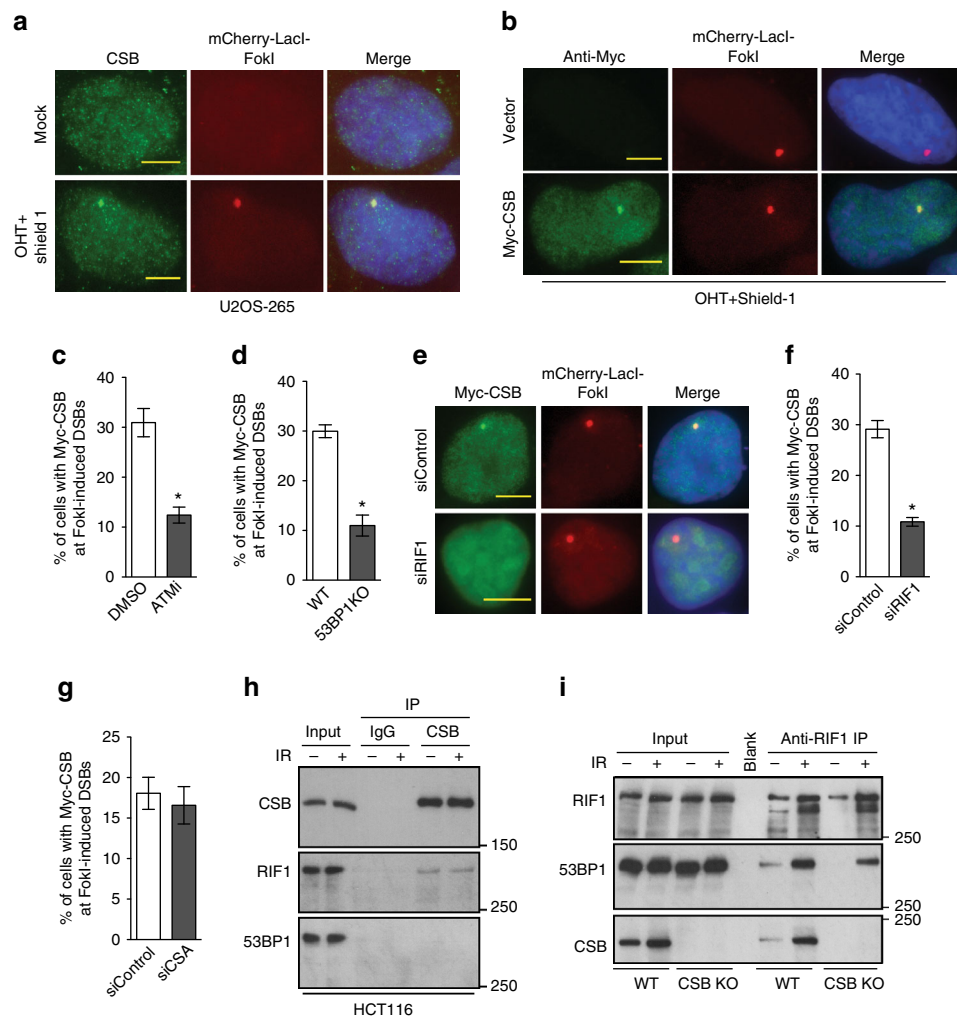 a
CSB
mCherry-LacI-
FokI
Merge
Mock
OHT+
shield 1
U2OS-265
b
Anti-Myc
mCherry-LacI-
FokI
Merge
Vector
Myc-CSB
OHT+Shield-1
c
% of cells with Myc-CSB
at FokI-induced DSBs
40
30
20
10
0
*
DMSO
ATMi
d
% of cells with Myc-CSB
at FokI-induced DSBs
40
30
20
10
0
*
WT
53BP1KO
e
Myc-CSB
mCherry-LacI-
FokI
Merge
siControl
siRIF1
f
% of cells with Myc-CSB
at FokI-induced DSBs
40
30
20
10
0
*
siControl
siRIF1
g
% of cells with Myc-CSB
at FokI-induced DSBs
25
20
15
10
5
0
siControl
siCSA
h
IP
Input
IgG
CSB
IR
– + – + – +
CSB
150
RIF1
250
53BP1
250
HCT116
i
Input
Blank
Anti-RIF1 IP
IR
– + – + – + – +
RIF1
250
53BP1
250
250
CSB
WT
CSB KO
WT
CSB KO